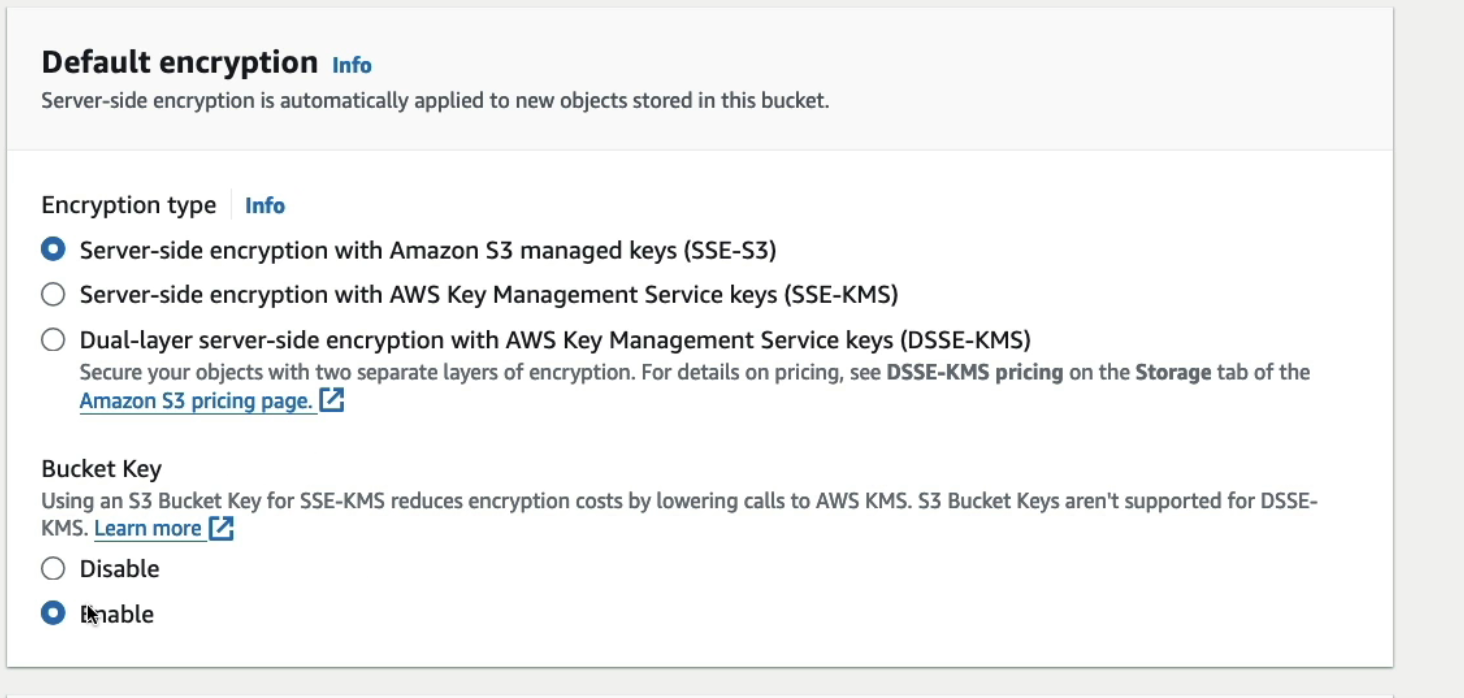 Default encryption Info
Server-side encryption is automatically applied to new objects stored in this bucket.
Encryption type Info
Server-side encryption with Amazon S3 managed keys (SSE-S3)
Server-side encryption with AWS Key Management Service keys (SSE-KMS)
Dual-layer server-side encryption with AWS Key Management Service keys (DSSE-KMS)
Secure your objects with two separate layers of encryption. For details on pricing, see DSSE-KMS pricing on the Storage tab of the
Amazon S3 pricing page.
Bucket Key
Using an S3 Bucket Key for SSE-KMS reduces encryption costs by lowering calls to AWS KMS. S3 Bucket Keys aren't supported for DSSE-
KMS. Learn more
Disable
Enable